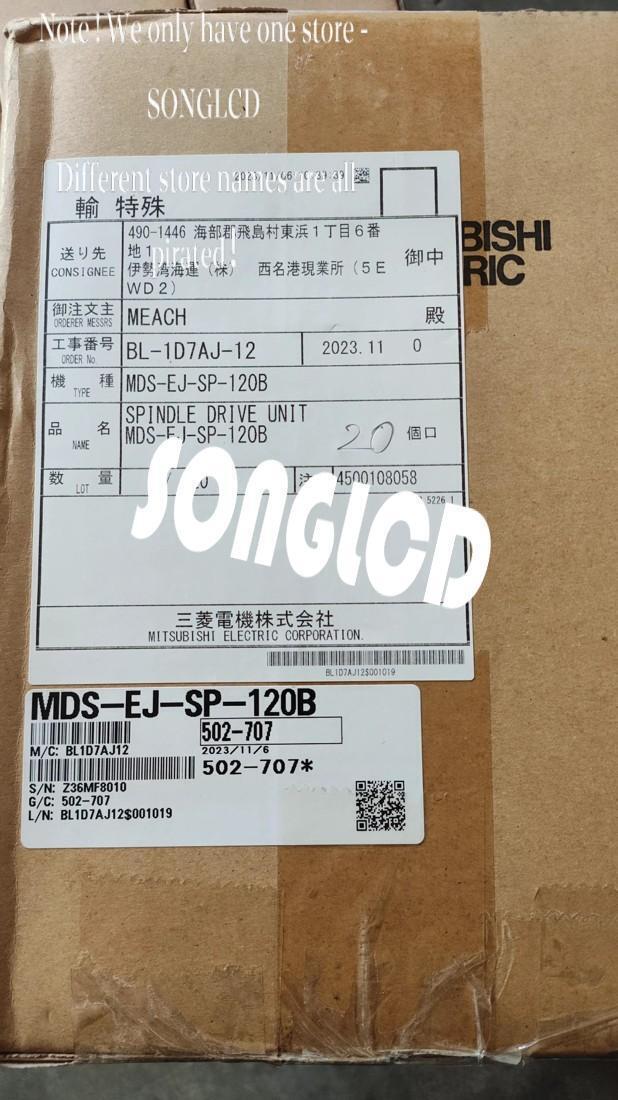 Note! We only have one store -
SONGLCD
Different store names are all
pirated!
輸 特殊
BISHI
RIC
送り先
CONSIGNEE
490-1446 海部郡飛島村東浜1丁目6番
地1
伊勢湾海運(株) 西名港現業所(5E
WD2)
御中
御注文主
ORDERER MESSRS
MEACH
殿
工事番号
ORDER No.
BL-1D7AJ-12
2023.11 0
機 種
TYPE
MDS-EJ-SP-120B
品 名
NAME
SPINDLE DRIVE UNIT
MDS-EJ-SP-120B
20 個口
数 量
LOT
注
4500108058
5226 1
SONGLCD
三菱電機株式会社
MITSUBISHI ELECTRIC CORPORATION.
BL1D7AJ12$001019
MDS-EJ-SP-120B
502-707
M/C: BL1D7AJ12
2023/11/6
502-707*
S/N: Z36MF8010
G/C: 502-707
L/N: BL1D7AJ12$001019